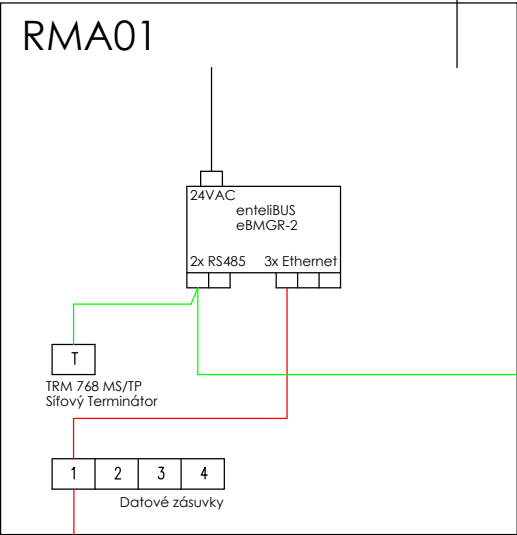 RMA01
24VAC
enteliBUS
eBMGR-2
2x RS485 3x Ethernet
T
TRM 768 MS/TP
Síťový Terminátor
1 2 3 4
Datové zásuvky